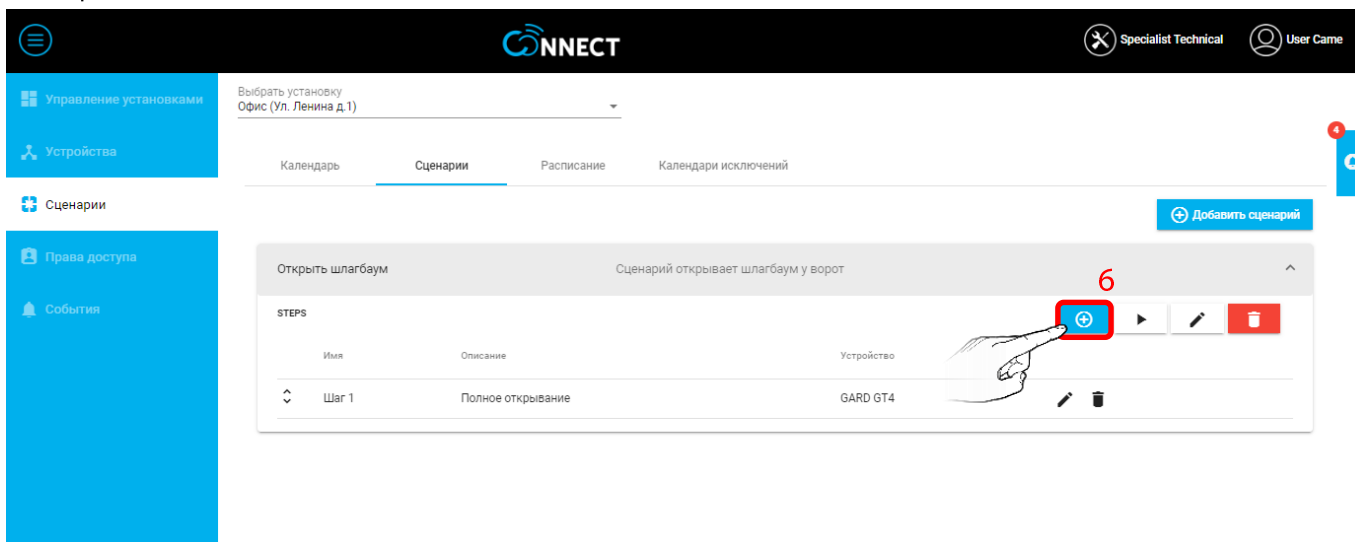 CONNECT
Specialist Technical
User Came
Управление установками
Устройства
Сценарии
Права доступа
События
Выбрать установку
Офис (Ул. Ленина д.1)
4
Календарь Сценарии Расписание Календари исключений
Добавить сценарий
Открыть шлагбаум Сценарий открывает шлагбаум у ворот
6
STEPS
Имя Описание Устройство
Шаг 1 Полное открывание GARD GT4